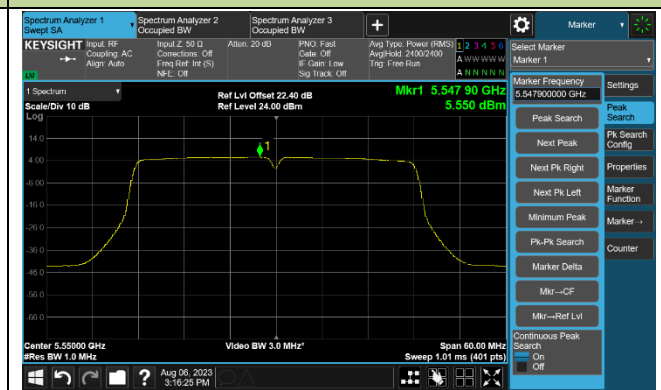 Spectrum Analyzer 1
Swept SA
Spectrum Analyzer 2
Occupied BW
Spectrum Analyzer 3
Occupied BW
+
Marker
KEYSIGHT
Input: RF
Coupling: AC
Align: Auto
Input Z: 50 Ω
Corrections: Off
Freq Ref: Int (S)
NFE: Off
Atten: 20 dB
PNO: Fast
Gate: Off
IF Gain: Low
Sig Track: Off
Avg Type: Power (RMS)
Avg|Hold: 2400/2400
Trig: Free Run
1 2 3 4 5 6
A W W W W W
A N N N N N
LXI
Select Marker
Marker 1
1 Spectrum
Scale/Div 10 dB
Log
Ref Lvl Offset 22.40 dB
Ref Level 24.00 dBm
Mkr1 5.547 90 GHz
5.550 dBm
14.0
4.00
-6.00
-16.0
-26.0
-36.0
-46.0
-56.0
-66.0
1
Center 5.55000 GHz
#Res BW 1.0 MHz
Video BW 3.0 MHz*
Span 60.00 MHz
Sweep 1.01 ms (401 pts)
Marker Frequency
5.547900000 GHz
Peak Search
Next Peak
Next Pk Right
Next Pk Left
Minimum Peak
Pk-Pk Search
Marker Delta
Mkr→CF
Mkr→Ref Lvl
Continuous Peak
Search
On
Off
Settings
Peak
Search
Pk Search
Config
Properties
Marker
Function
Marker→
Counter
?
Aug 06, 2023
3:16:25 PM